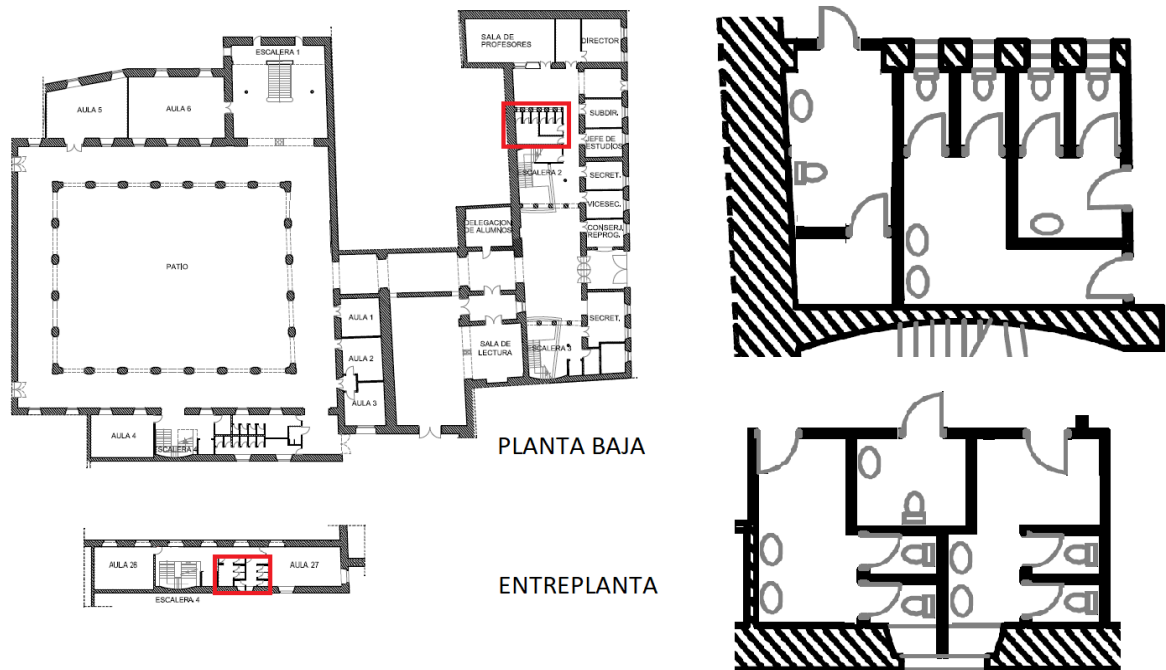 SALA DE
PROFESORES
DIRECTOR
ESCALERA 1
AULA 5
AULA 6
SUBDIR.
JEFE DE
ESTUDIOS
ESCALERA 2
SECRET.
VICESEC.
DELEGACION
DE ALUMNOS
CONSERJ.
REPROG.
PATIO
AULA 1
SECRET.
AULA 2
SALA DE
LECTURA
ESCALERA 3
AULA 3
AULA 4
ESCALERA 4
PLANTA BAJA
AULA 26
AULA 27
ESCALERA 4
ENTREPLANTA